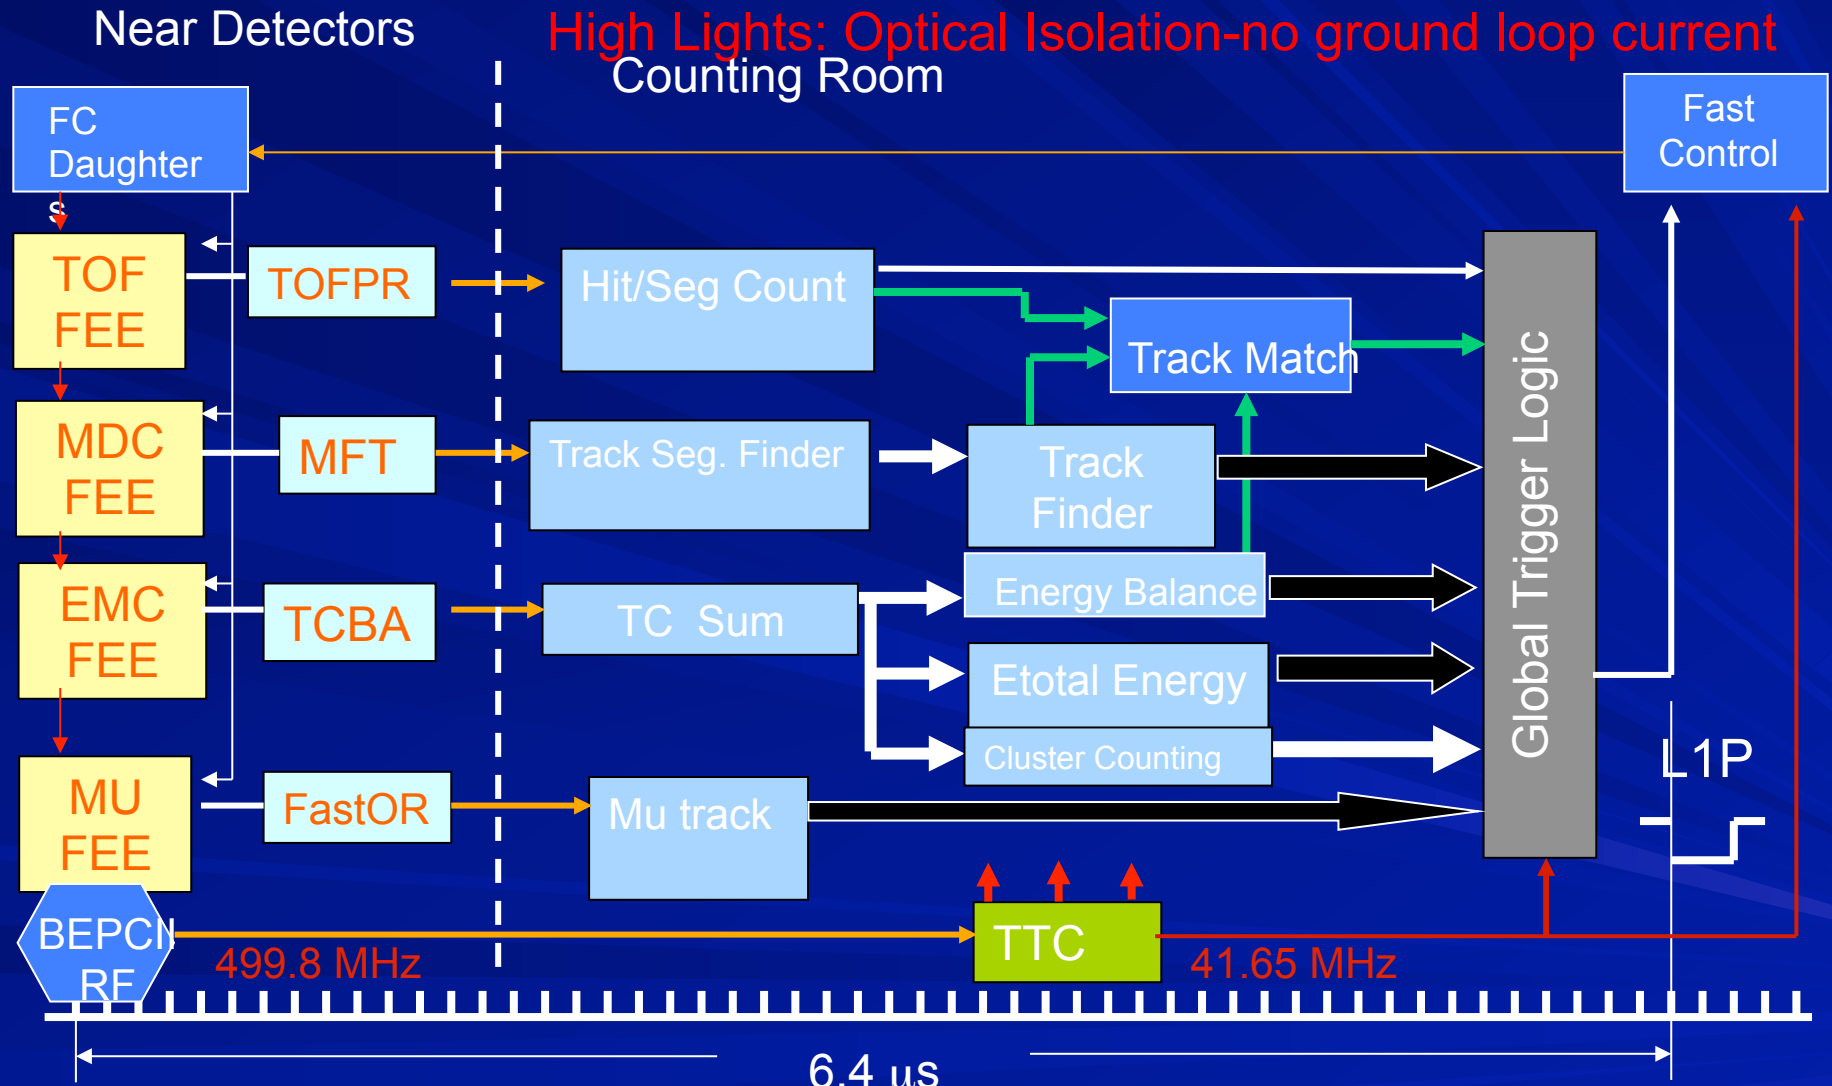 Near Detectors
High Lights: Optical Isolation-no ground loop current
Counting Room
FC
Daughter
s
Fast
Control
TOF
FEE
TOFPR
Hit/Seg Count
Track Match
MDC
FEE
MFT
Track Seg. Finder
Track
Finder
Global Trigger Logic
EMC
FEE
TCBA
TC Sum
Energy Balance
Etotal Energy
Cluster Counting
L1P
MU
FEE
FastOR
Mu track
BEPCII
RF
499.8 MHz
TTC
41.65 MHz
6.4 μs